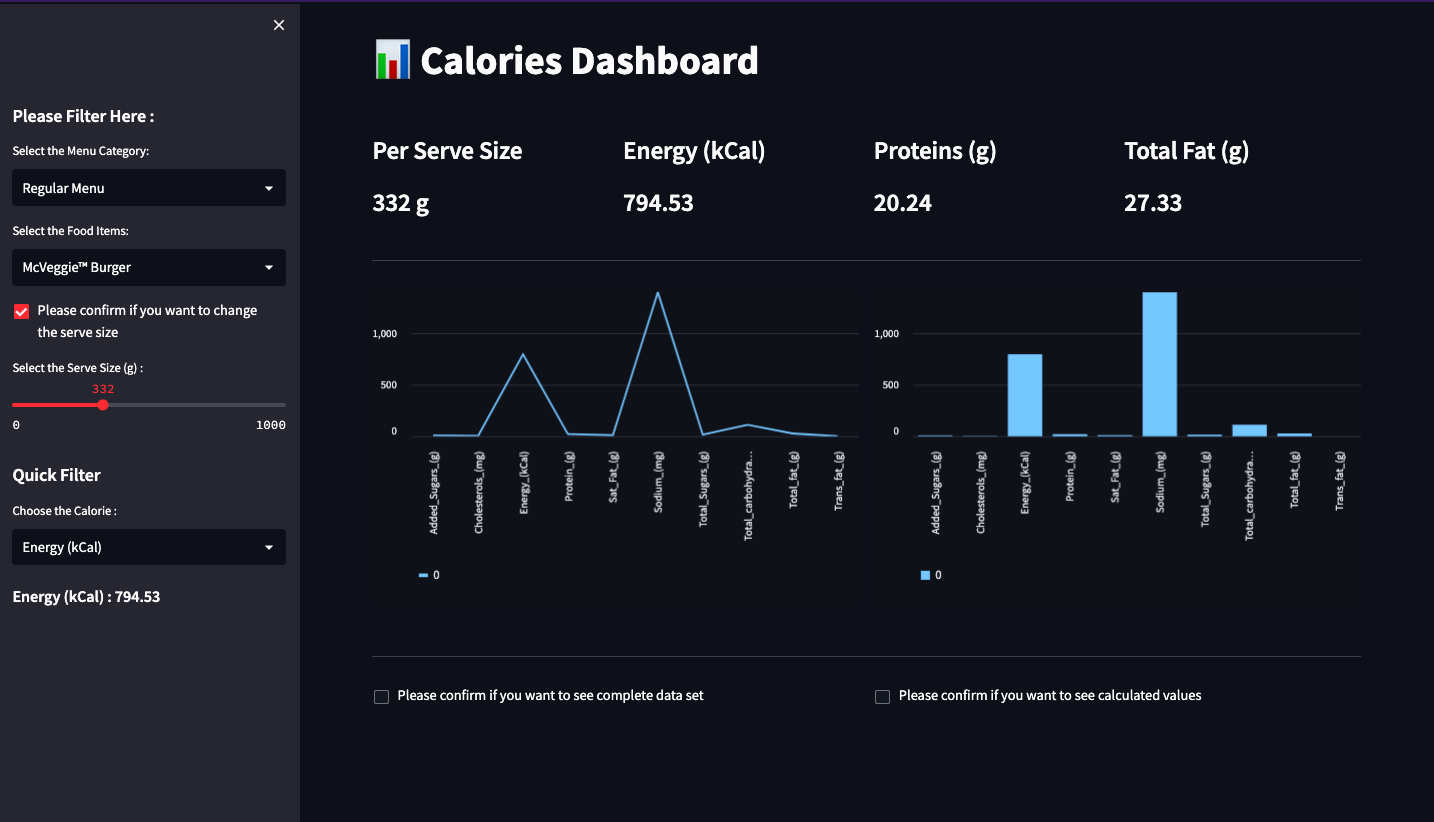 Please Filter Here :
Select the Menu Category:
Regular Menu
Select the Food Items:
McVeggie™ Burger
Please confirm if you want to change
the serve size
Select the Serve Size (g) :
332
0 1000
Quick Filter
Choose the Calorie :
Energy (kCal)
Energy (kCal) : 794.53
Calories Dashboard
Per Serve Size Energy (kCal) Proteins (g) Total Fat (g)
332 g 794.53 20.24 27.33
1,000
500
0
Added_Sugars_(g)
Cholesterols_(mg)
Energy_(kCal)
Protein_(g)
Sat_Fat_(g)
Sodium_(mg)
Total_Sugars_(g)
Total_carbohydra...
Total_fat_(g)
Trans_fat_(g)
0
1,000
500
0
Added_Sugars_(g)
Cholesterols_(mg)
Energy_(kCal)
Protein_(g)
Sat_Fat_(g)
Sodium_(mg)
Total_Sugars_(g)
Total_carbohydra...
Total_fat_(g)
Trans_fat_(g)
0
Please confirm if you want to see complete data set
Please confirm if you want to see calculated values